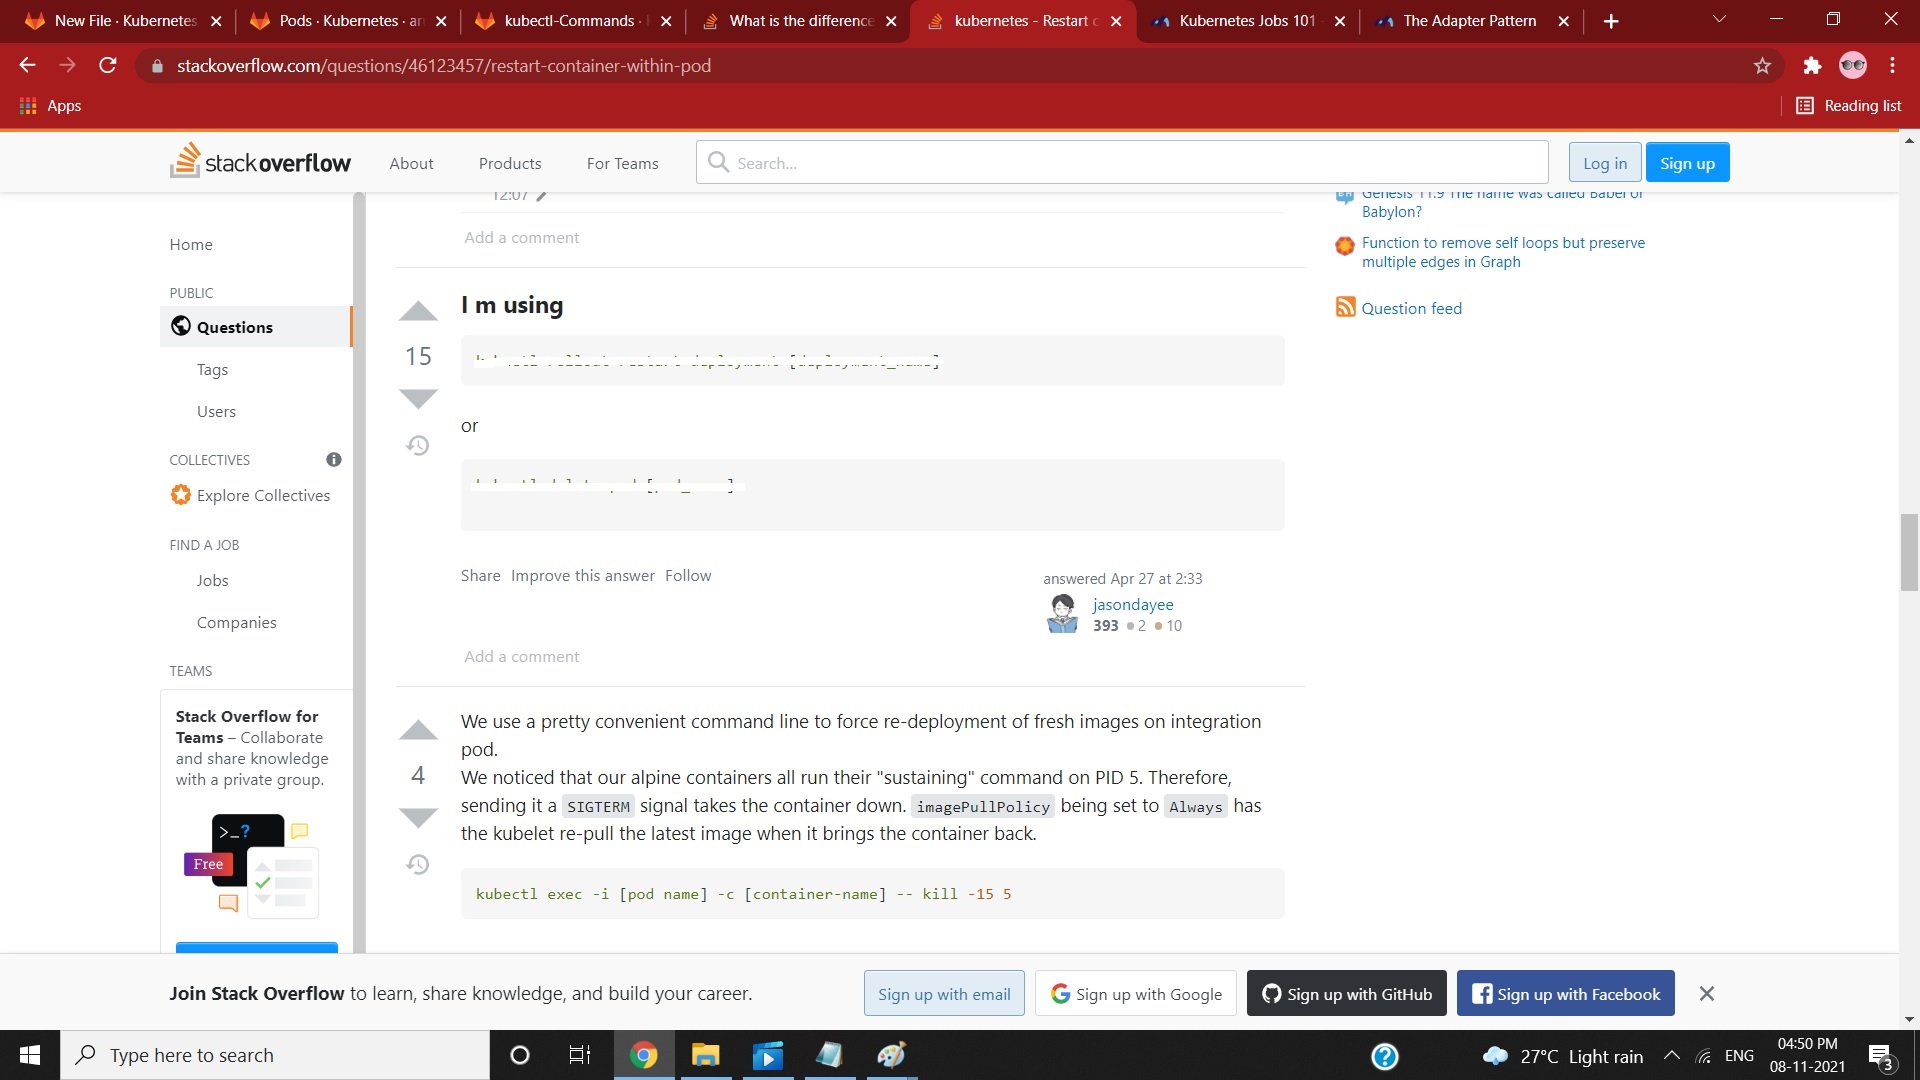 New File · Kubernetes
Pods · Kubernetes · ar
kubectl-Commands ·
What is the difference
kubernetes - Restart c
Kubernetes Jobs 101
The Adapter Pattern
stackoverflow.com/questions/46123457/restart-container-within-pod
Apps
Reading list
stackoverflow
About
Products
For Teams
Search...
Log in
Sign up
12:07
Add a comment
Genesis 11:9 The name was called Babel or
Babylon?
Function to remove self loops but preserve
multiple edges in Graph
Question feed
Home
PUBLIC
Questions
Tags
Users
COLLECTIVES
Explore Collectives
FIND A JOB
Jobs
Companies
TEAMS
Stack Overflow for
Teams – Collaborate
and share knowledge
with a private group.
>_?
Free
I m using
15
or
Share Improve this answer Follow
answered Apr 27 at 2:33
jasondayee
393 2 10
Add a comment
We use a pretty convenient command line to force re-deployment of fresh images on integration
pod.
4
We noticed that our alpine containers all run their "sustaining" command on PID 5. Therefore,
sending it a SIGTERM signal takes the container down. imagePullPolicy being set to Always has
the kubelet re-pull the latest image when it brings the container back.
kubectl exec -i [pod name] -c [container-name] -- kill -15 5
Join Stack Overflow to learn, share knowledge, and build your career.
Sign up with email
Sign up with Google
Sign up with GitHub
Sign up with Facebook
Type here to search
27°C Light rain
ENG
04:50 PM
08-11-2021
3